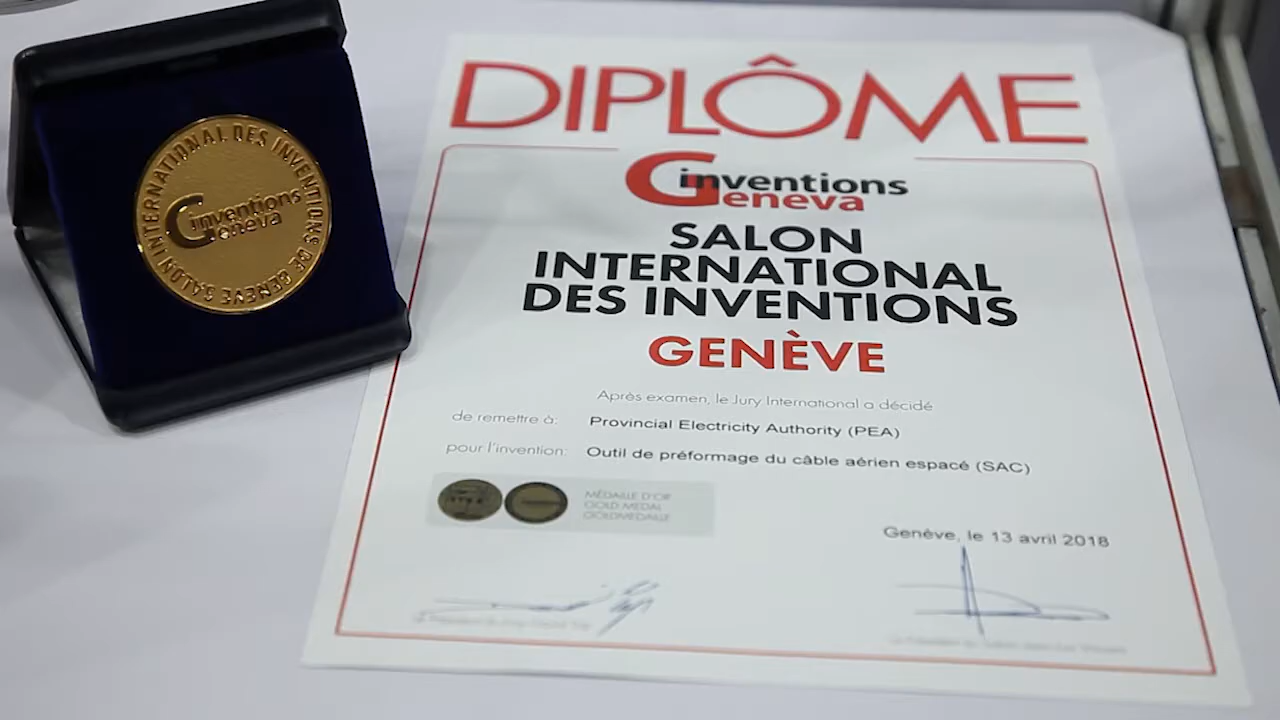 SALON INTERNATIONAL DES INVENTIONS DE GENEVE
inventions
Geneva
DIPLÔME
inventions
Geneva
SALON
INTERNATIONAL
DES INVENTIONS
GENÈVE
Après examen, le Jury International a décidé
de remettre à: Provincial Electricity Authority (PEA)
pour l'invention: Outil de préformage du câble aérien espacé (SAC)
MÉDAILLE D'OR
GOLD MEDAL
GOLDMEDAILLE
Genève, le 13 avril 2018